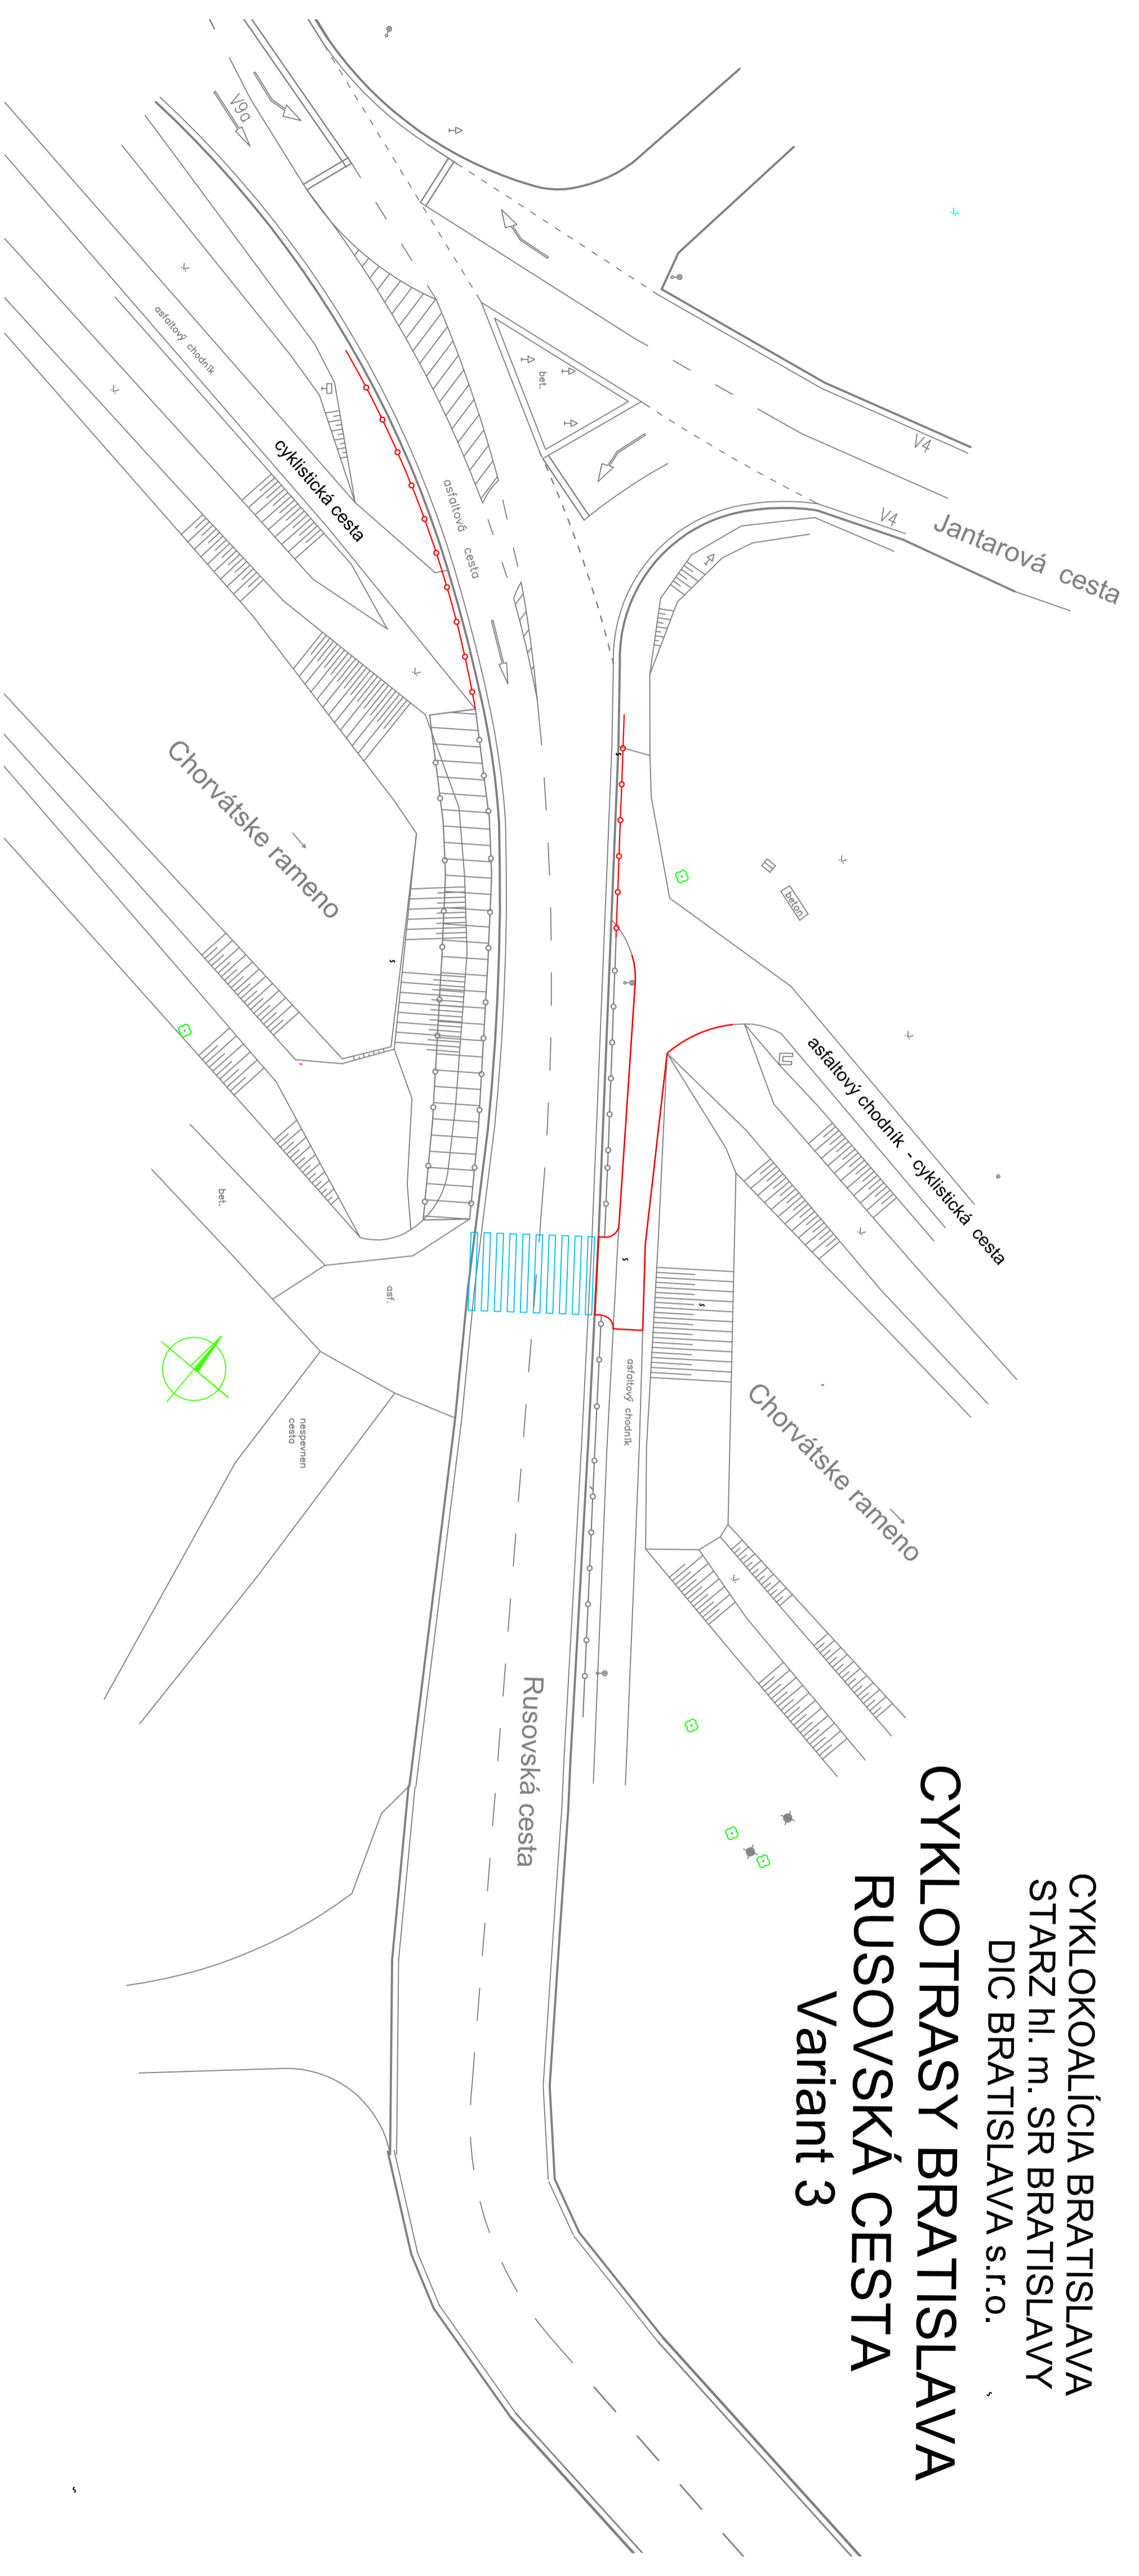 CYKLOKOALÍCIA BRATISLAVA
STARZ hl. m. SR BRATISLAVY
DIC BRATISLAVA s.r.o.
CYKLOTRASY BRATISLAVA
RUSOVSKÁ CESTA
Variant 3
V9a
asfaltový chodník
cyklistická cesta
asfaltová cesta
bet.
V4
V4
Jantarová cesta
Chorvátske rameno
beton
asfaltový chodník - cyklistická cesta
bet.
asf.
nespevnen
cesta
asfaltový chodník
Chorvátske rameno
Rusovská cesta